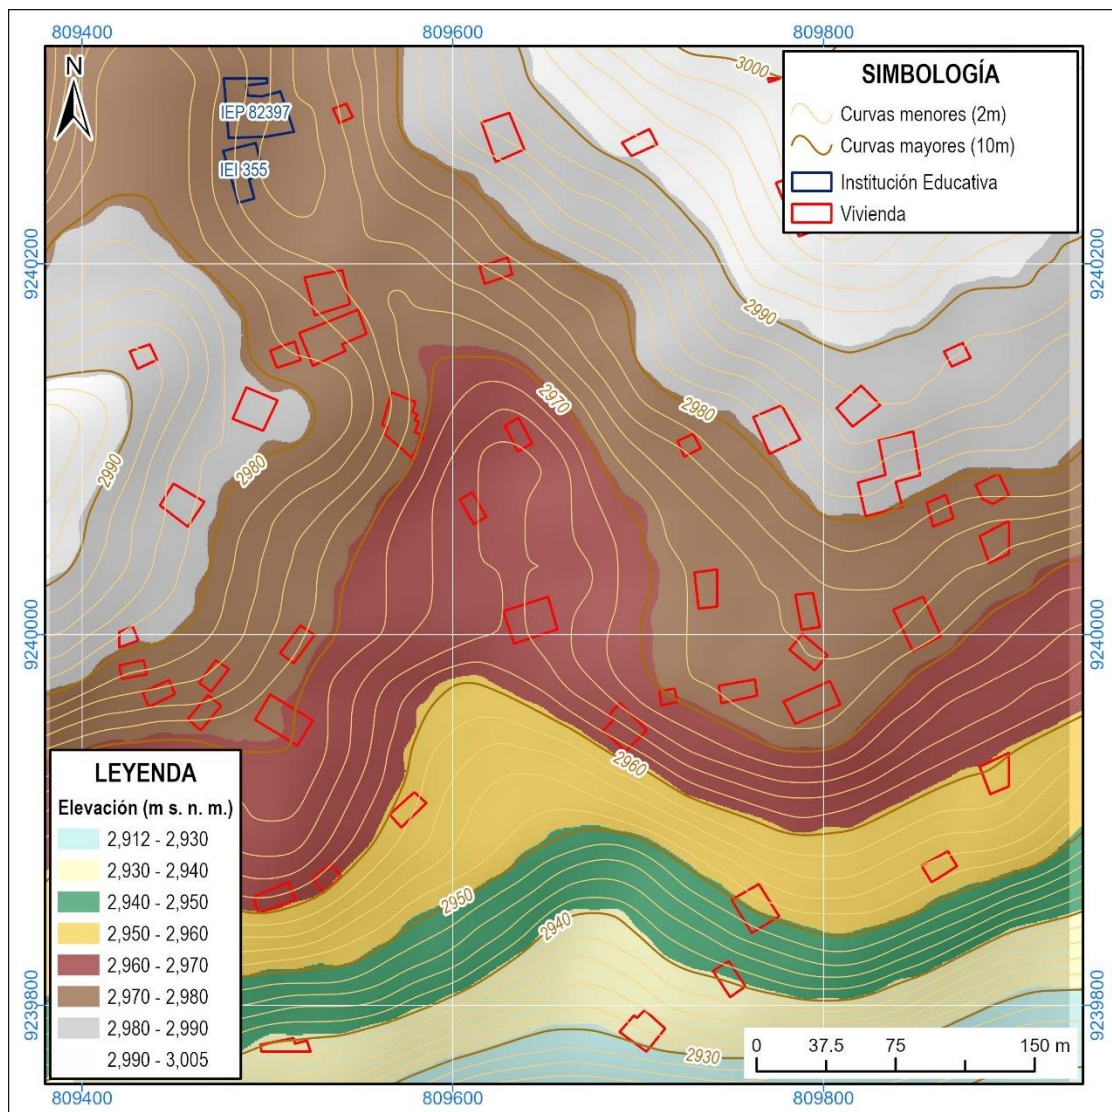 809400
809600
809800
N
3000
SIMBOLOGÍA
Curvas menores (2m)
Curvas mayores (10m)
Institución Educativa
Vivienda
IEP 82397
IEI 355
9240200
9240200
2990
2970
2980
2990
2980
9240000
9240000
2960
LEYENDA
Elevación (m s. n. m.)
2,912 - 2,930
2,930 - 2,940
2,940 - 2,950
2,950 - 2,960
2,960 - 2,970
2,970 - 2,980
2,980 - 2,990
2,990 - 3,005
2950
2940
9239800
9239800
2930
0 37.5 75 150 m
809400
809600
809800